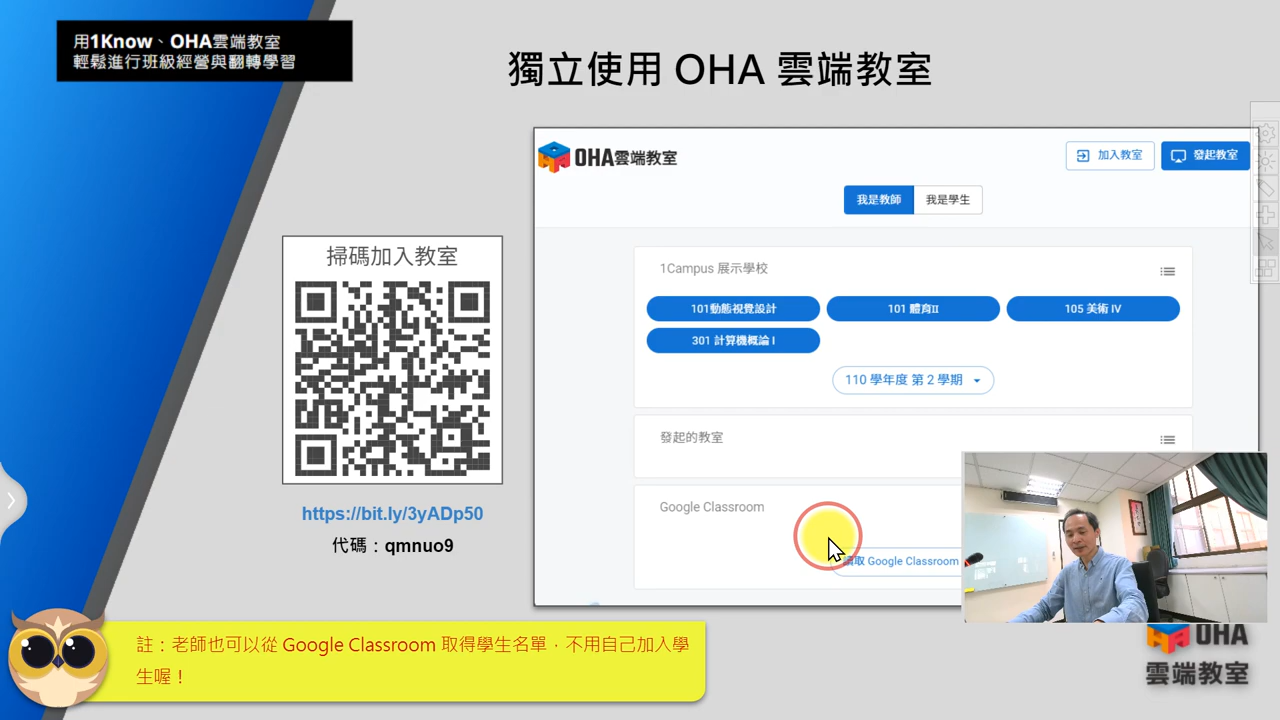 用1Know、OHA雲端教室
輕鬆進行班級經營與翻轉學習
獨立使用 OHA 雲端教室
OHA雲端教室
加入教室
發起教室
我是教師
我是學生
掃碼加入教室
1Campus 展示學校
101動態視覺設計
101 體育II
105 美術 IV
301 計算機概論 I
110 學年度 第 2 學期
發起的教室
Google Classroom
讀取 Google Classroom
https://bit.ly/3yADp50
代碼：qmnuo9
註：老師也可以從 Google Classroom 取得學生名單，不用自己加入學
生喔！
OHA
雲端教室